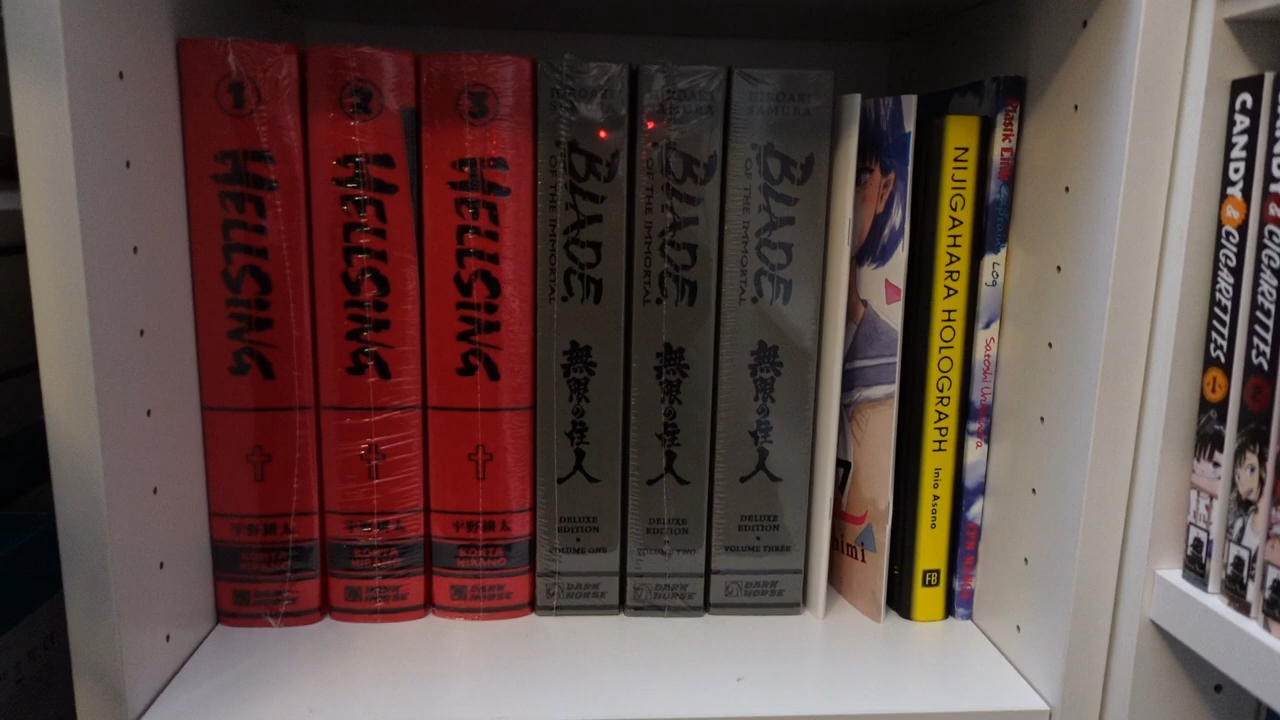 1
HELLSING
平野耕太
KOHTA
HIRANO
DARK
HORSE
2
HELLSING
平野耕太
KOHTA
HIRANO
DARK
HORSE
3
HELLSING
平野耕太
KOHTA
HIRANO
DARK
HORSE
HIROAKI
SAMURA
BLADE
OF THE IMMORTAL
無限の住人
DELUXE
EDITION
VOLUME ONE
DARK
HORSE
HIROAKI
SAMURA
BLADE
OF THE IMMORTAL
無限の住人
DELUXE
EDITION
VOLUME TWO
DARK
HORSE
HIROAKI
SAMURA
BLADE
OF THE IMMORTAL
無限の住人
DELUXE
EDITION
VOLUME THREE
DARK
HORSE
NIJIGAHARA HOLOGRAPH Inio Asano
FB
Log
Satoshi
CANDY & CIGARETTES
1
CIGARETTES